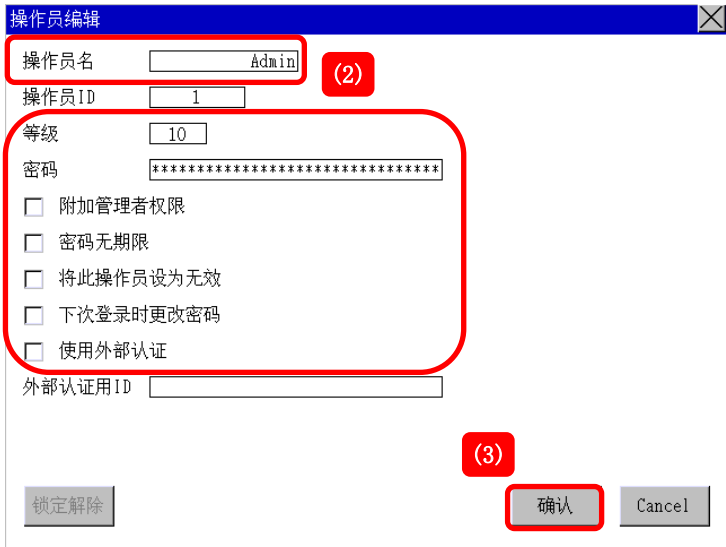 操作员编辑
操作员名 Admin (2)
操作员ID 1
等级 10
密码 ********************************
附加管理者权限
密码无期限
将此操作员设为无效
下次登录时更改密码
使用外部认证
外部认证用ID
(3)
锁定解除 确认 Cancel